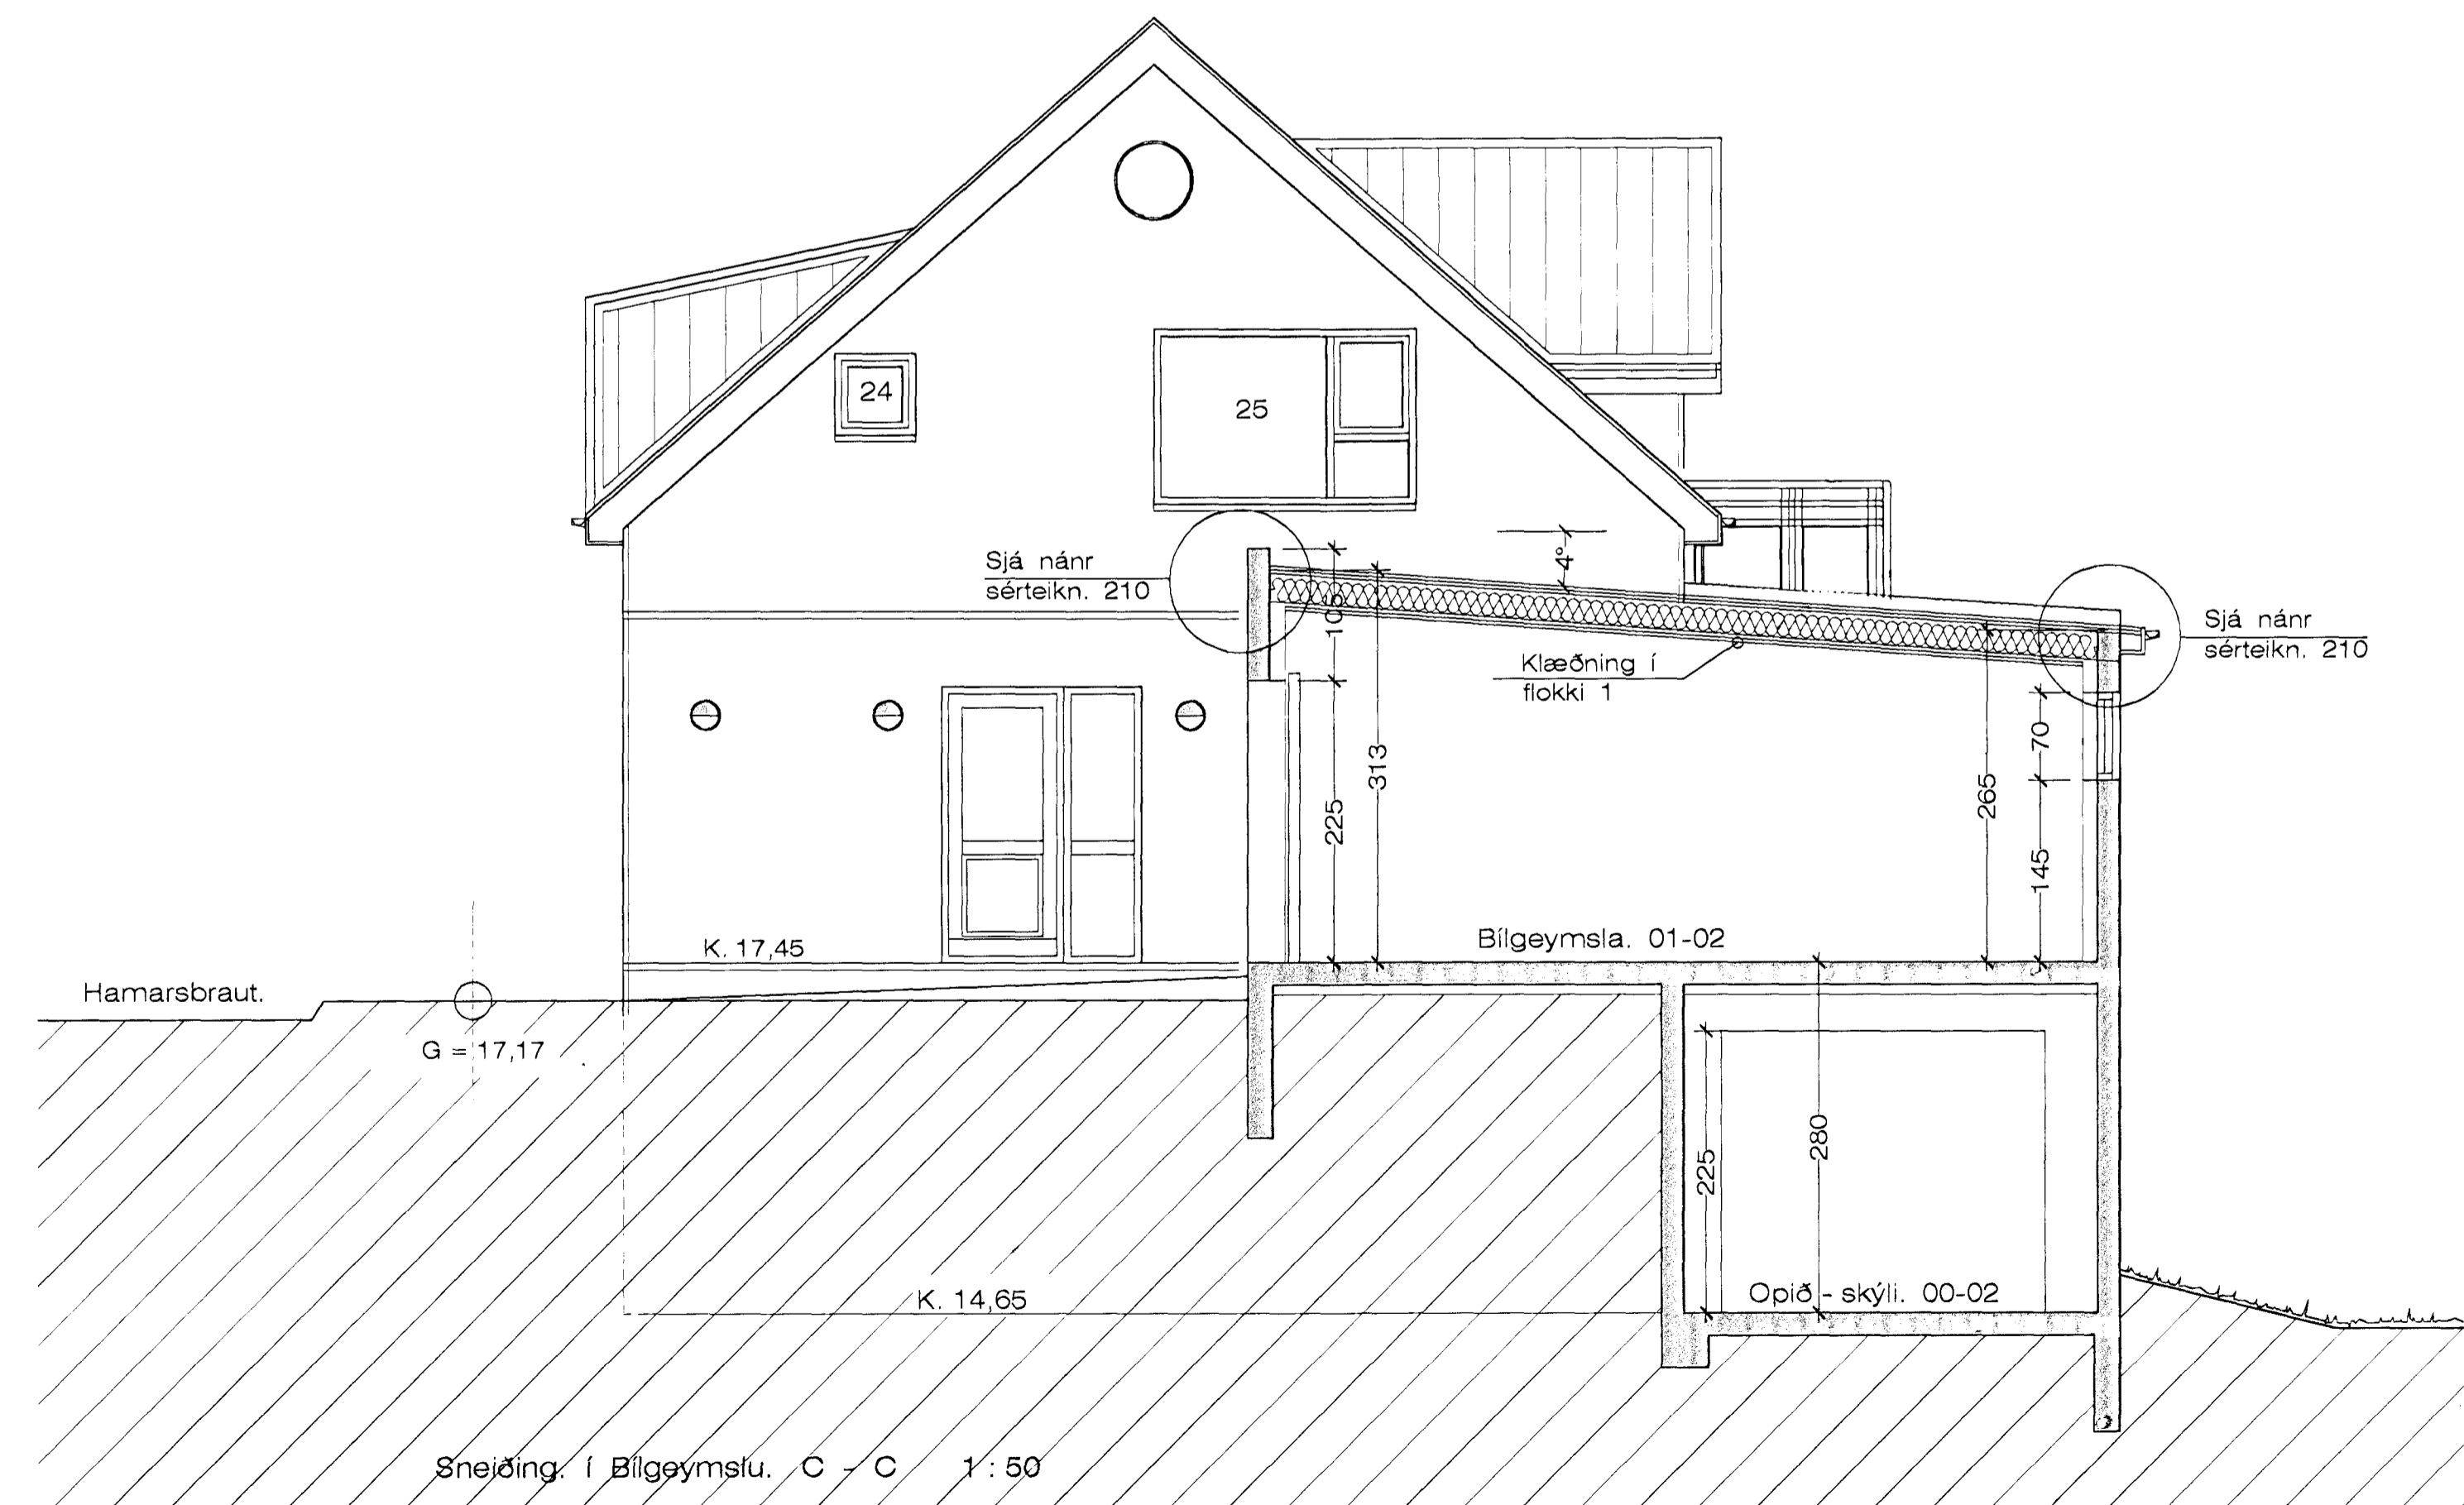 24
25
Sjá nánr
sérteikn. 210
4°
Sjá nánr
sérteikn. 210
Klæðning í
flokki 1
313
225
265
70
145
K. 17,45
Bílgeymsla. 01-02
Hamarsbraut.
G = 17,17
225
280
K. 14,65
Opið - skýli. 00-02
Sneiðing. í Bílgeymslu. C - C 1 : 50